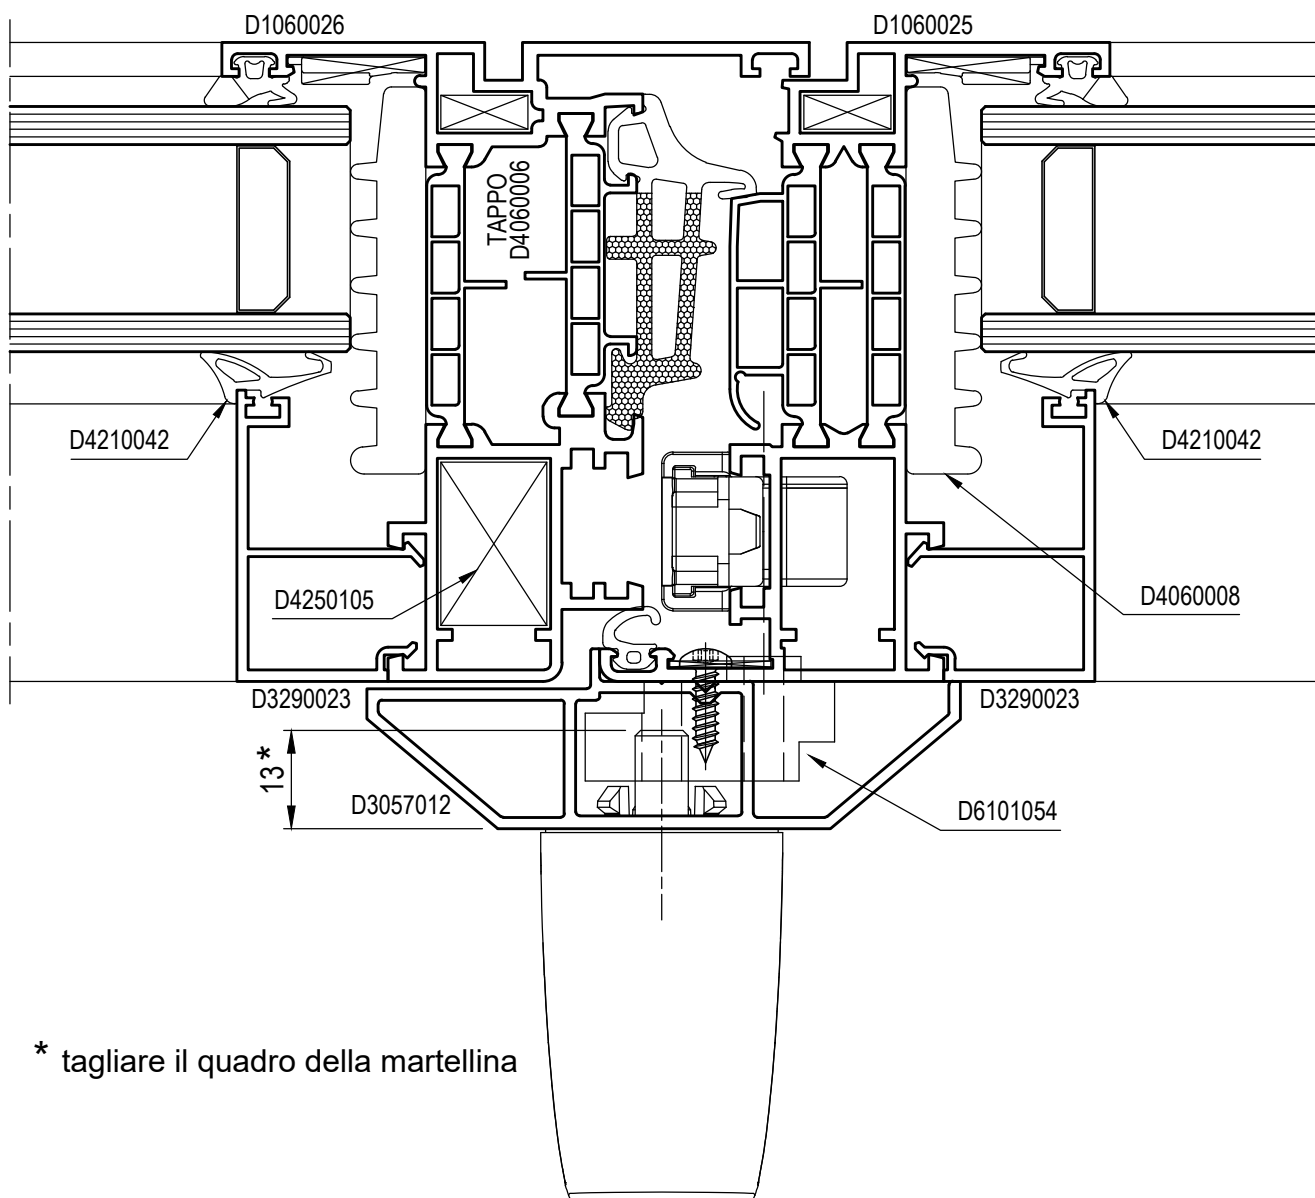 D1060026
D1060025
TAPPO
D4060006
D4210042
D4210042
D4250105
D4060008
D3290023
D3290023
13*
D3057012
D6101054
* tagliare il quadro della martellina